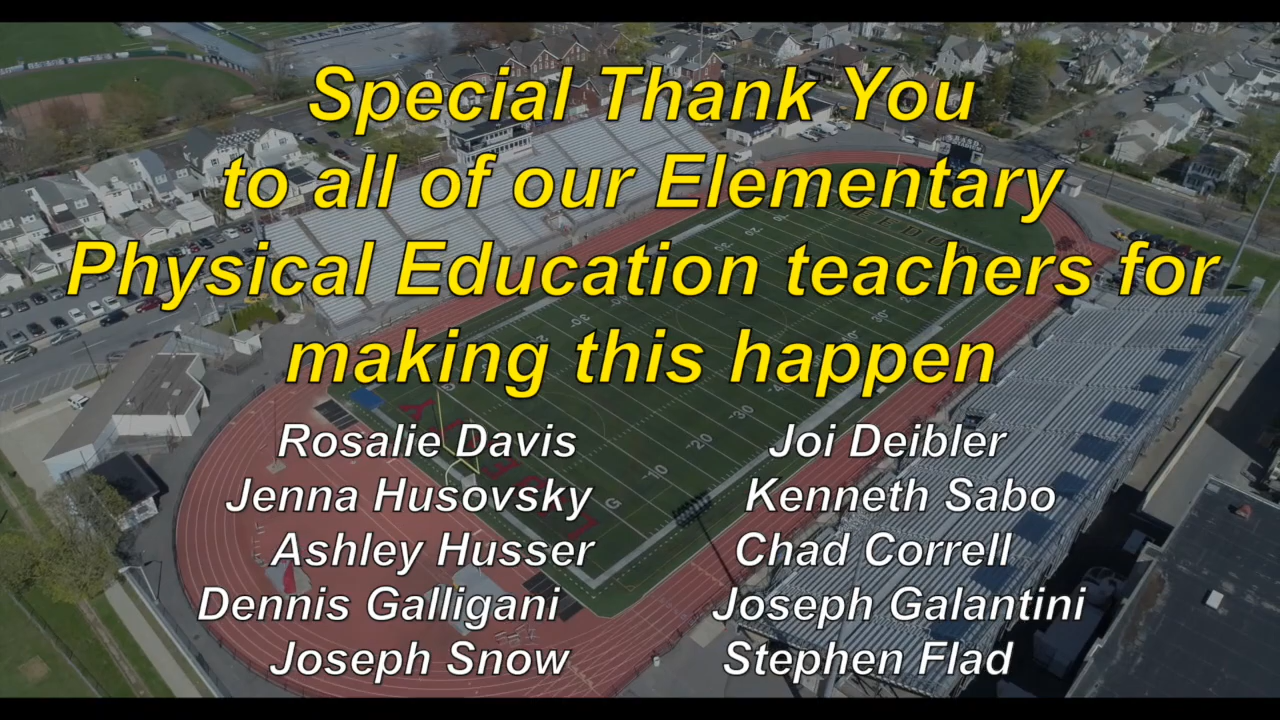 Special Thank You
to all of our Elementary
Physical Education teachers for
making this happen
Rosalie Davis
Joi Deibler
Jenna Husovsky
Kenneth Sabo
Ashley Husser
Chad Correll
Dennis Galligani
Joseph Galantini
Joseph Snow
Stephen Flad